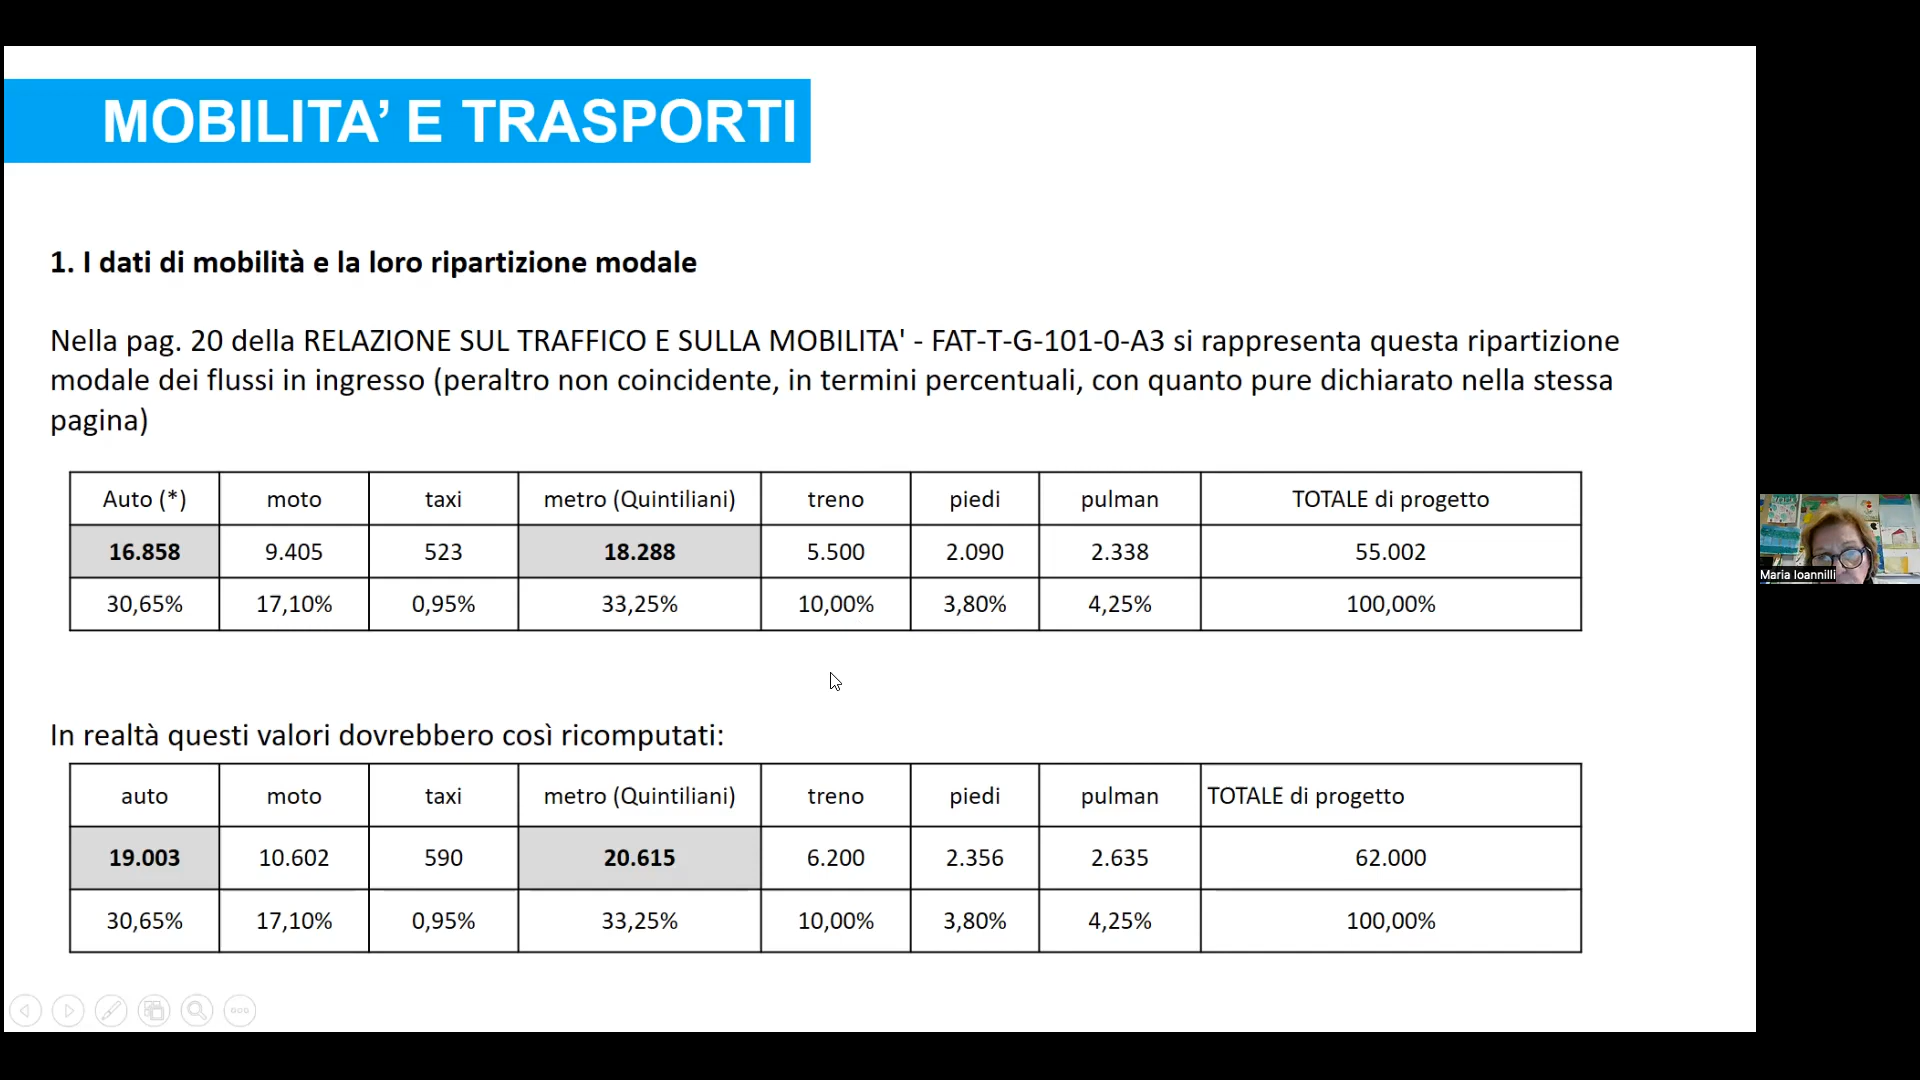 MOBILITA’ E TRASPORTI
1. I dati di mobilità e la loro ripartizione modale
Nella pag. 20 della RELAZIONE SUL TRAFFICO E SULLA MOBILITA' - FAT-T-G-101-0-A3 si rappresenta questa ripartizione
modale dei flussi in ingresso (peraltro non coincidente, in termini percentuali, con quanto pure dichiarato nella stessa
pagina)
Auto (*) moto taxi metro (Quintiliani) treno piedi pulman TOTALE di progetto
16.858 9.405 523 18.288 5.500 2.090 2.338 55.002
30,65% 17,10% 0,95% 33,25% 10,00% 3,80% 4,25% 100,00%
In realtà questi valori dovrebbero così ricomputati:
auto moto taxi metro (Quintiliani) treno piedi pulman TOTALE di progetto
19.003 10.602 590 20.615 6.200 2.356 2.635 62.000
30,65% 17,10% 0,95% 33,25% 10,00% 3,80% 4,25% 100,00%
Maria Ioannilli